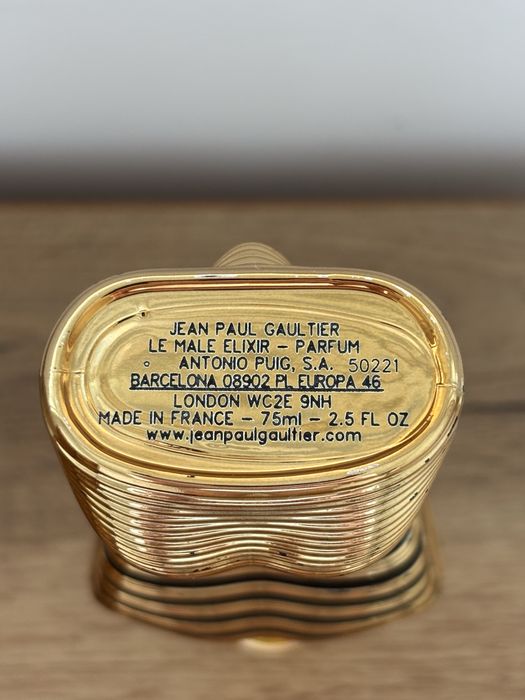 JEAN PAUL GAULTIER
LE MALE ELIXIR – PARFUM
ANTONIO PUIG, S.A. 50221
BARCELONA 08902 PL EUROPA 46
LONDON WC2E 9NH
MADE IN FRANCE – 75ml – 2.5 FL OZ
www.jeanpaulgaultier.com